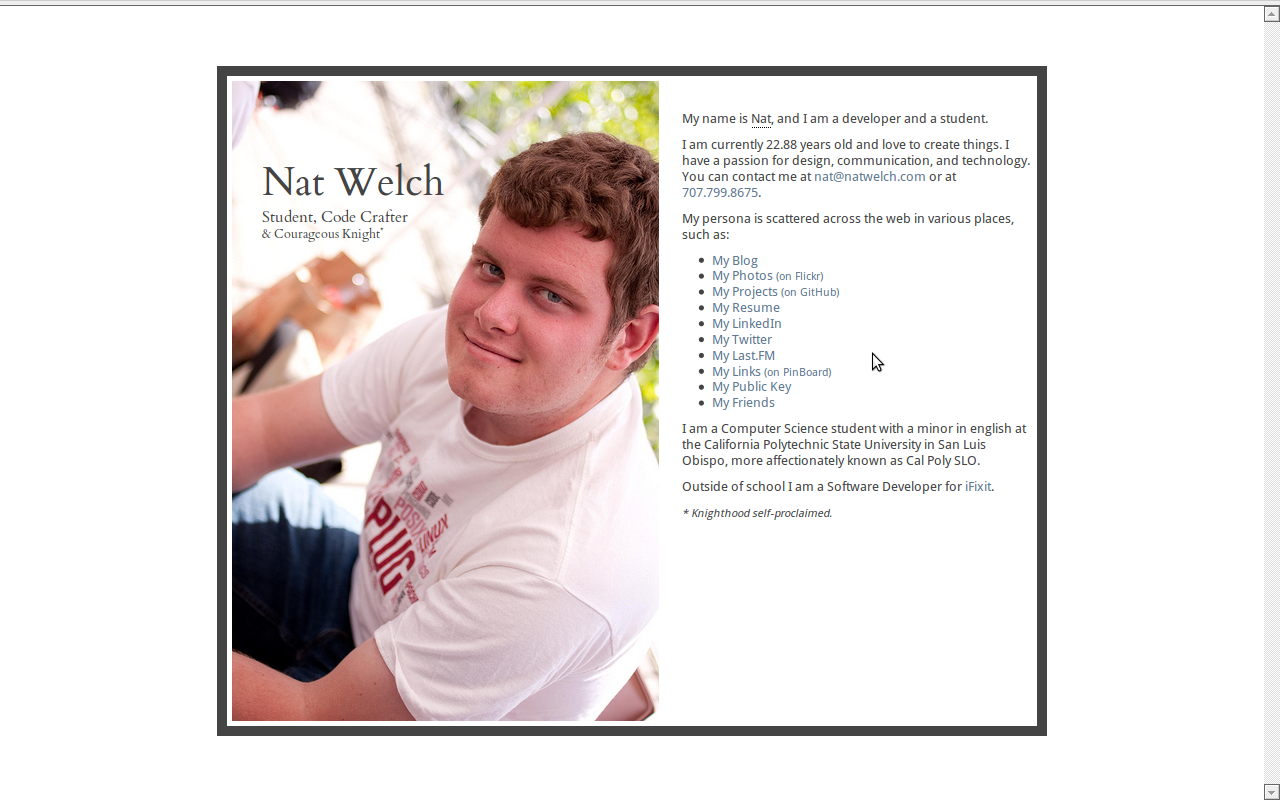 Nat Welch
Student, Code Crafter
& Courageous Knight*
My name is Nat, and I am a developer and a student.
I am currently 22.88 years old and love to create things. I
have a passion for design, communication, and technology.
You can contact me at nat@natwelch.com or at
707.799.8675.
My persona is scattered across the web in various places,
such as:
• My Blog
• My Photos (on Flickr)
• My Projects (on GitHub)
• My Resume
• My LinkedIn
• My Twitter
• My Last.FM
• My Links (on PinBoard)
• My Public Key
• My Friends
I am a Computer Science student with a minor in english at
the California Polytechnic State University in San Luis
Obispo, more affectionately known as Cal Poly SLO.
Outside of school I am a Software Developer for iFixit.
* Knighthood self-proclaimed.
POSIX
LINUX
PLUG